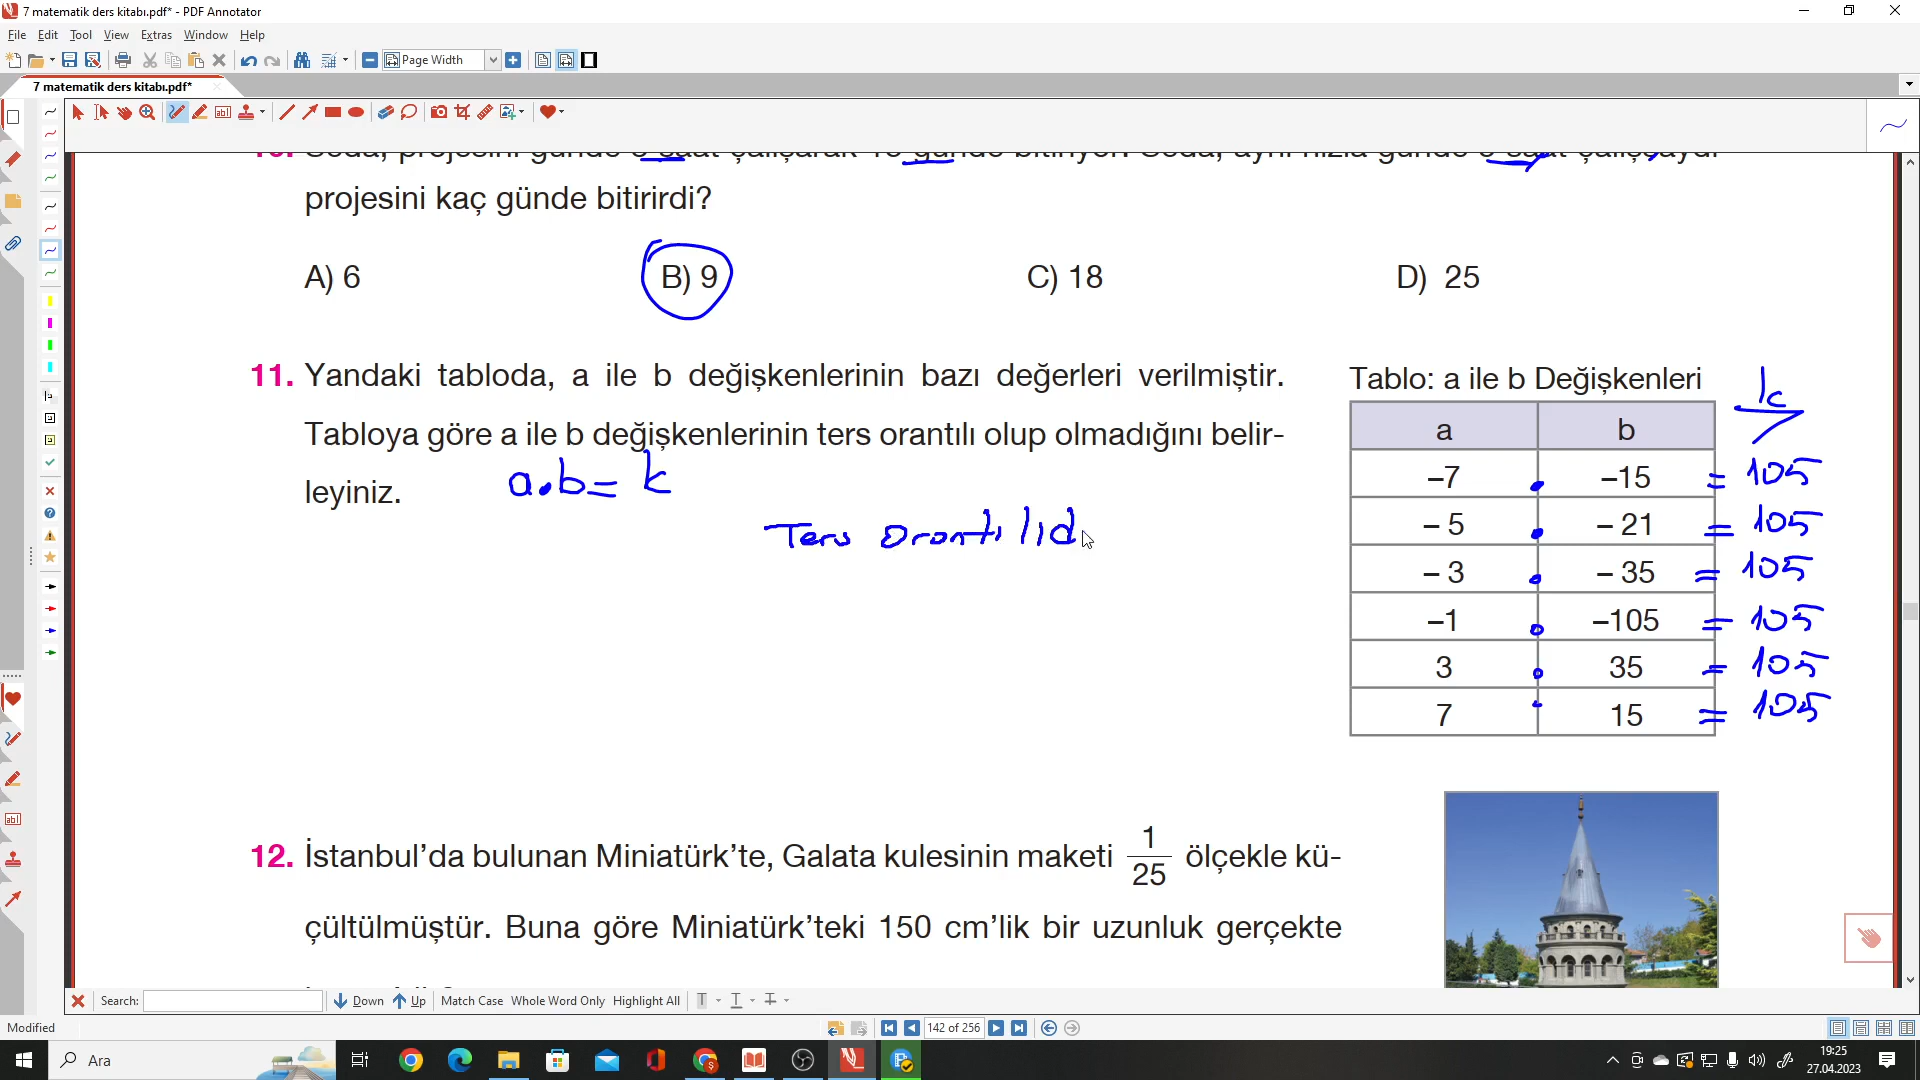 7 matematik ders kitabı.pdf* - PDF Annotator
File Edit Tool View Extras Window Help
Page Width
7 matematik ders kitabı.pdf*
projesini kaç günde bitirirdi?
A) 6 B) 9 C) 18 D) 25
11. Yandaki tabloda, a ile b değişkenlerinin bazı değerleri verilmiştir.
Tabloya göre a ile b değişkenlerinin ters orantılı olup olmadığını belir-
leyiniz.
a.b = k
Ters orantılıd
Tablo: a ile b Değişkenleri
k
a b
–7 . –15 = 105
– 5 . – 21 = 105
– 3 . – 35 = 105
–1 . –105 = 105
3 . 35 = 105
7 . 15 = 105
12. İstanbul’da bulunan Miniatürk’te, Galata kulesinin maketi 1/25 ölçekle kü-
çültülmüştür. Buna göre Miniatürk’teki 150 cm’lik bir uzunluk gerçekte
Search: Down Up Match Case Whole Word Only Highlight All
Modified
142 of 256
Ara
19:25
27.04.2023